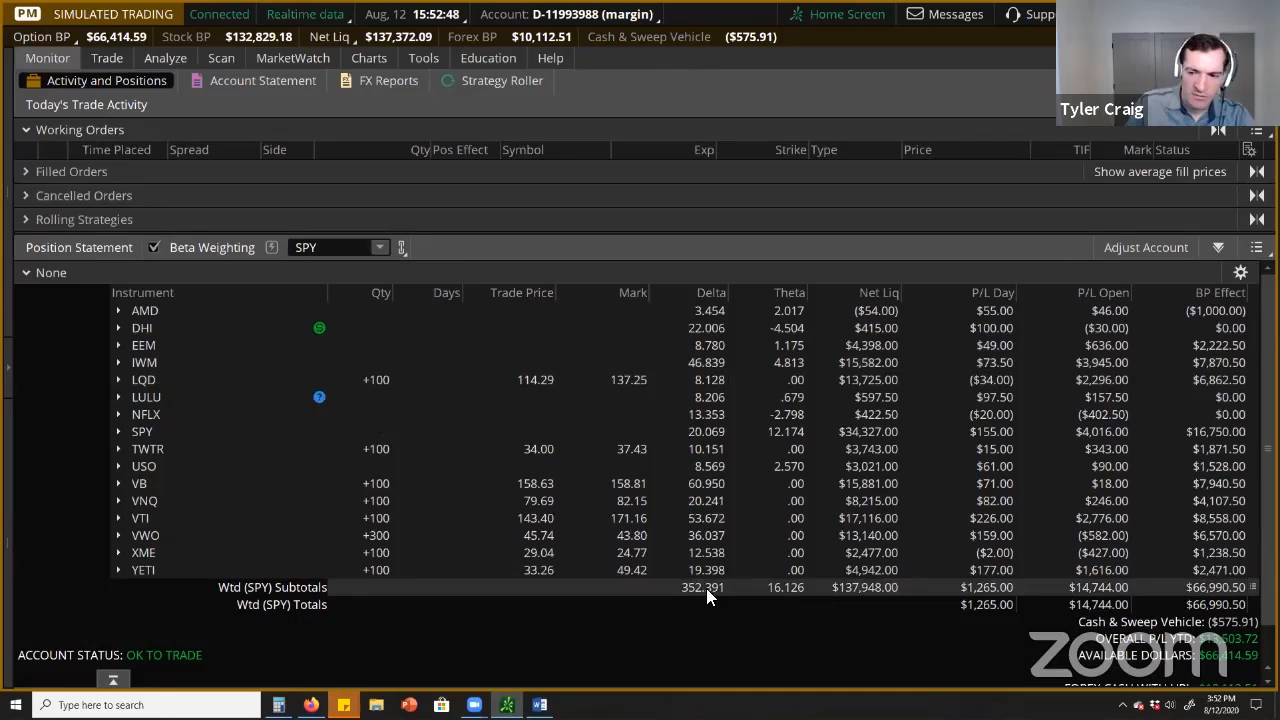 PM SIMULATED TRADING Connected Realtime data Aug, 12 15:52:48 Account: D-11993988 (margin) Home Screen Messages Supp
Option BP $66,414.59 Stock BP $132,829.18 Net Liq $137,372.09 Forex BP $10,112.51 Cash & Sweep Vehicle ($575.91)
Monitor Trade Analyze Scan MarketWatch Charts Tools Education Help
Activity and Positions Account Statement FX Reports Strategy Roller
Today's Trade Activity
Tyler Craig
Working Orders
Time Placed Spread Side Qty Pos Effect Symbol Exp Strike Type Price TIF Mark Status
Filled Orders Show average fill prices
Cancelled Orders
Rolling Strategies
Position Statement Beta Weighting SPY Adjust Account
None
Instrument Qty Days Trade Price Mark Delta Theta Net Liq P/L Day P/L Open BP Effect
AMD 3.454 2.017 ($54.00) $55.00 $46.00 ($1,000.00)
DHI 22.006 -4.504 $415.00 $100.00 ($30.00) $0.00
EEM 8.780 1.175 $4,398.00 $49.00 $636.00 $2,222.50
IWM 46.839 4.813 $15,582.00 $73.50 $3,945.00 $7,870.50
LQD +100 114.29 137.25 8.128 .00 $13,725.00 ($34.00) $2,296.00 $6,862.50
LULU ? 8.206 .679 $597.50 $97.50 $157.50 $0.00
NFLX 13.353 -2.798 $422.50 ($20.00) ($402.50) $0.00
SPY 20.069 12.174 $34,327.00 $155.00 $4,016.00 $16,750.00
TWTR +100 34.00 37.43 10.151 .00 $3,743.00 $15.00 $343.00 $1,871.50
USO 8.569 2.570 $3,021.00 $61.00 $90.00 $1,528.00
VB +100 158.63 158.81 60.950 .00 $15,881.00 $71.00 $18.00 $7,940.50
VNQ +100 79.69 82.15 20.241 .00 $8,215.00 $82.00 $246.00 $4,107.50
VTI +100 143.40 171.16 53.672 .00 $17,116.00 $226.00 $2,776.00 $8,558.00
VWO +300 45.74 43.80 36.037 .00 $13,140.00 $159.00 ($582.00) $6,570.00
XME +100 29.04 24.77 12.538 .00 $2,477.00 ($2.00) ($427.00) $1,238.50
YETI +100 33.26 49.42 19.398 .00 $4,942.00 $177.00 $1,616.00 $2,471.00
Wtd (SPY) Subtotals 352.391 16.126 $137,948.00 $1,265.00 $14,744.00 $66,990.50
Wtd (SPY) Totals $1,265.00 $14,744.00 $66,990.50
Cash & Sweep Vehicle: ($575.91)
OVERALL P/L YTD: $13,503.72
ACCOUNT STATUS: OK TO TRADE AVAILABLE DOLLARS: $66,414.59
zoom
Type here to search 3:52 PM
8/12/2020